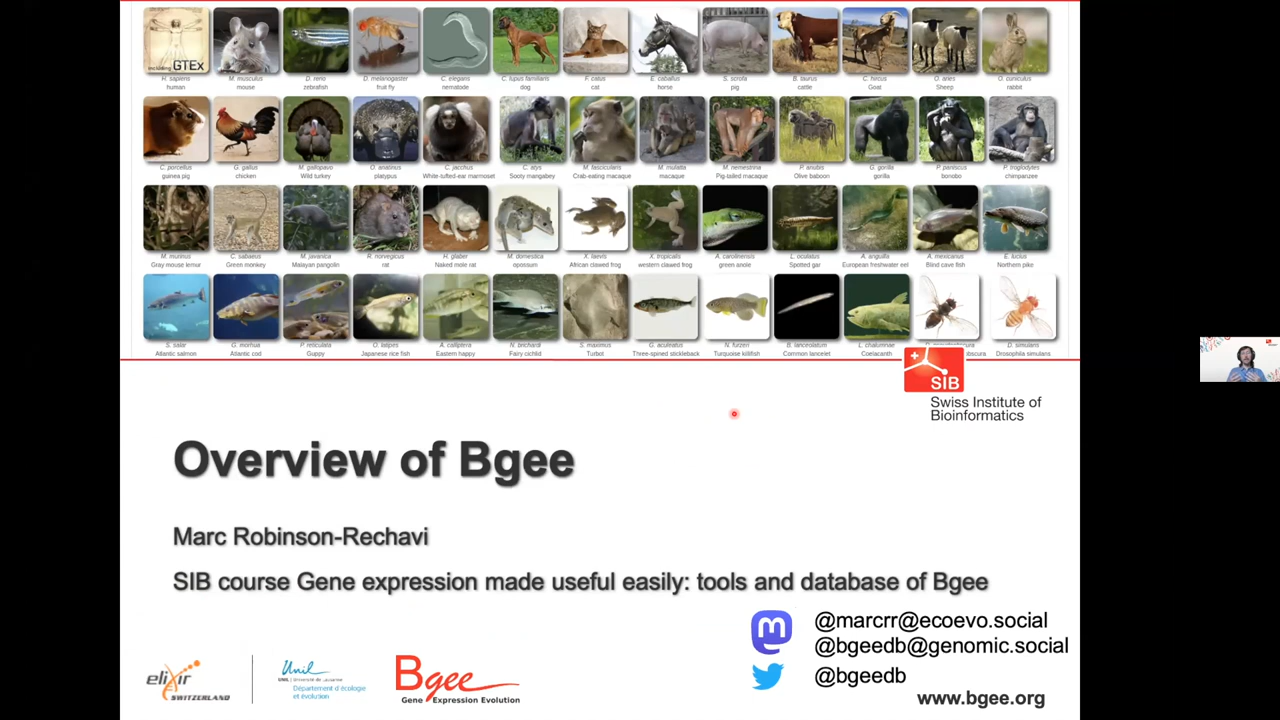 including GTEX
H. sapiens M. musculus D. rerio D. melanogaster C. elegans C. lupus familiaris F. catus E. caballus S. scrofa B. taurus C. hircus O. aries O. cuniculus
human mouse zebrafish fruit fly nematode dog cat horse pig cattle Goat Sheep rabbit
C. porcellus G. gallus M. gallopavo O. anatinus C. jacchus C. atys M. fascicularis M. mulatta M. nemestrina P. anubis G. gorilla P. paniscus P. troglodytes
guinea pig chicken Wild turkey platypus White-tufted-ear marmoset Sooty mangabey Crab-eating macaque macaque Pig-tailed macaque Olive baboon gorilla bonobo chimpanzee
M. murinus C. sabaeus M. javanica R. norvegicus H. glaber M. domestica X. laevis X. tropicalis A. carolinensis L. oculatus A. anguilla A. mexicanus E. lucius
Gray mouse lemur Green monkey Malayan pangolin rat Naked mole rat opossum African clawed frog western clawed frog green anole Spotted gar European freshwater eel Blind cave fish Northern pike
S. salar G. morhua P. reticulata O. latipes A. calliptera N. brichardi S. maximus G. aculeatus N. furzeri B. lanceolatum L. chalumnae D. simulans
Atlantic salmon Atlantic cod Guppy Japanese rice fish Eastern happy Fairy cichlid Turbot Three-spined stickleback Turquoise killifish Common lancelet Coelacanth Drosophila simulans
SIB
Swiss Institute of
Bioinformatics
Overview of Bgee
Marc Robinson-Rechavi
SIB course Gene expression made useful easily: tools and database of Bgee
@marcrr@ecoevo.social
@bgeedb@genomic.social
@bgeedb
www.bgee.org
elixir
SWITZERLAND
Unil
UNIL | Université de Lausanne
Département d'écologie
et évolution
Bgee
Gene Expression Evolution